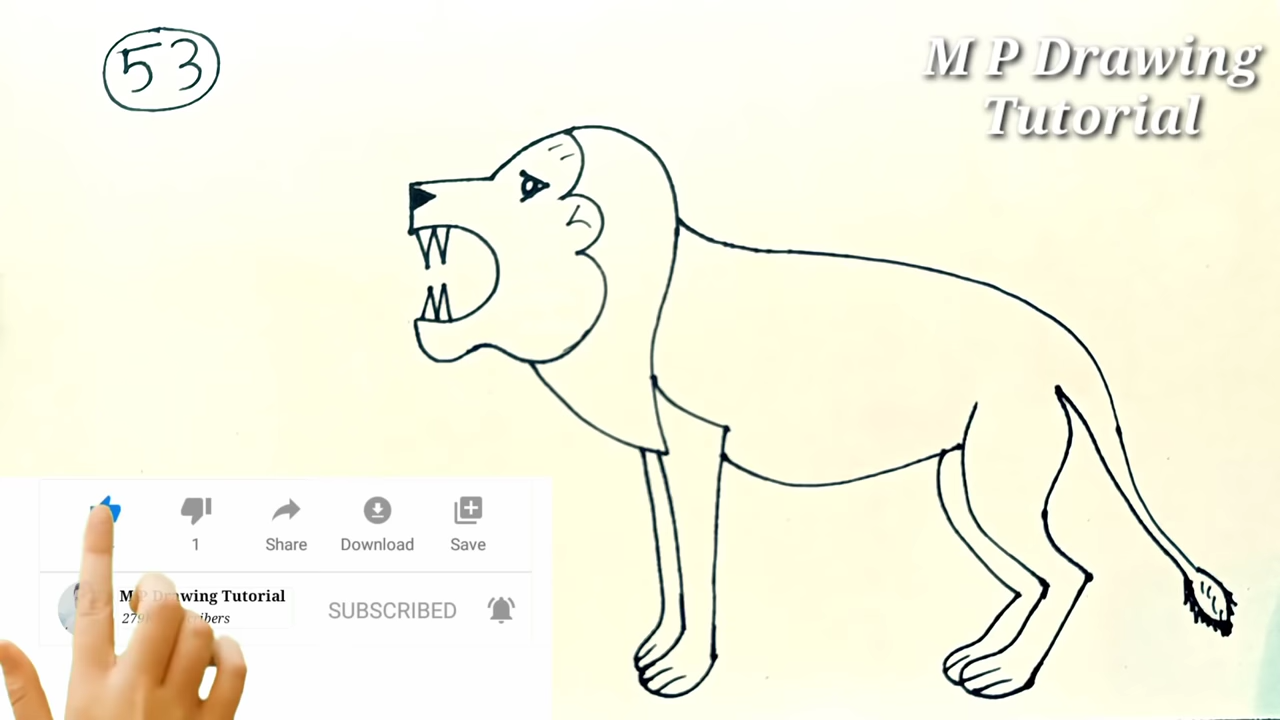 53
M P Drawing
Tutorial
1
Share
Download
Save
Drawing Tutorial
SUBSCRIBED